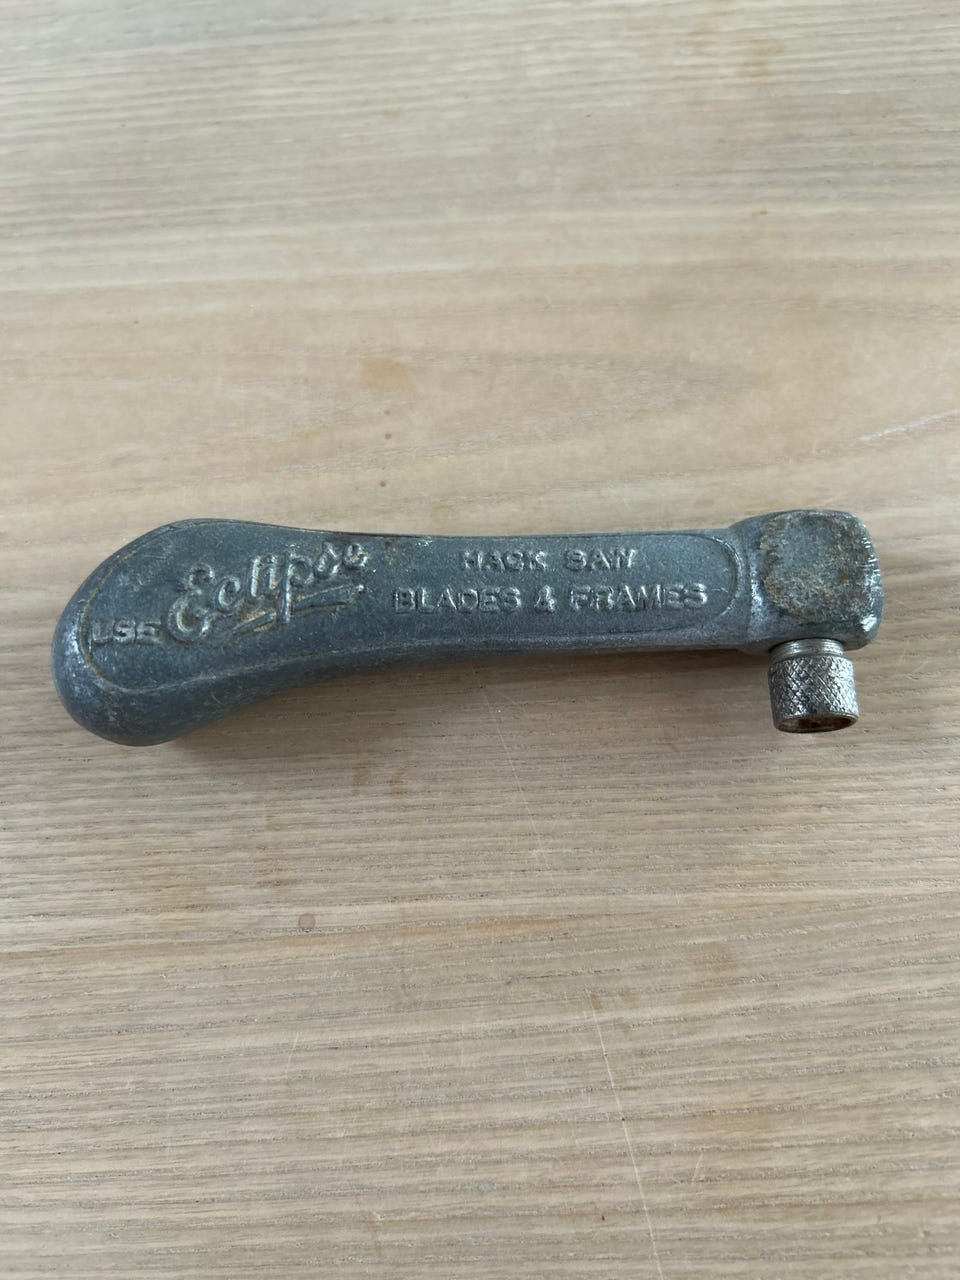 USE Eclipse
HACK SAW
BLADES & FRAMES